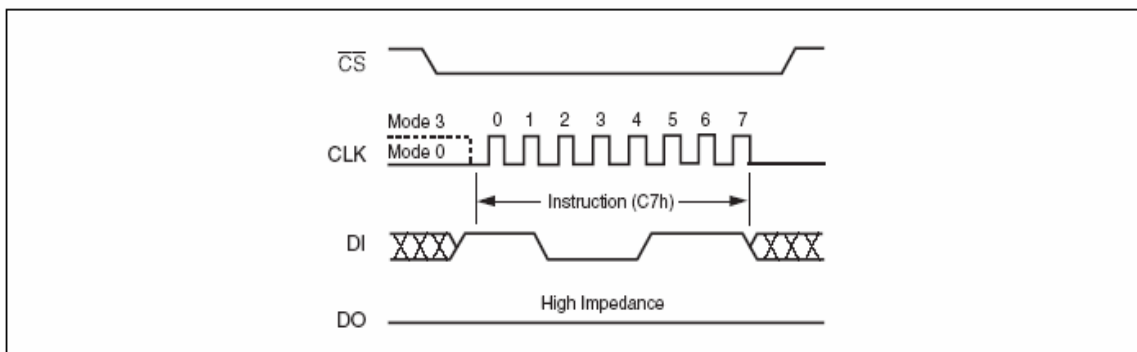 CS
Mode 3
0 1 2 3 4 5 6 7
CLK
Mode 0
Instruction (C7h)
DI
High Impedance
DO